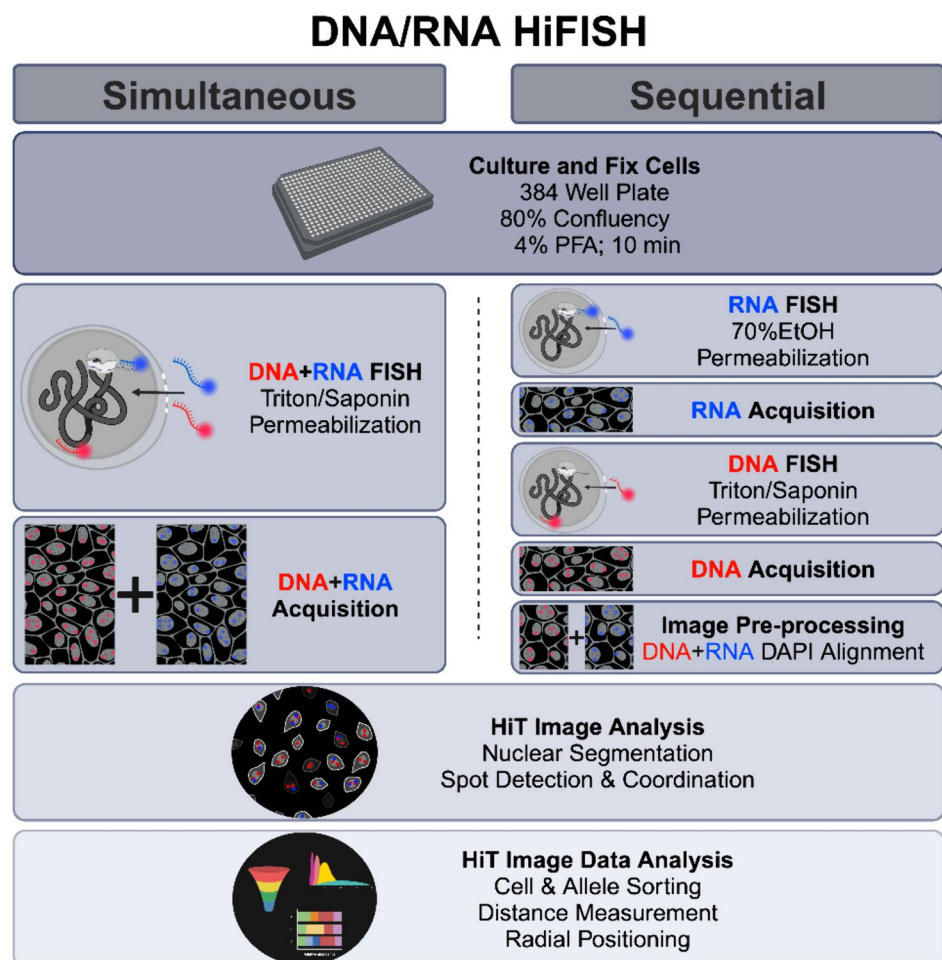 DNA/RNA HiFISH
Simultaneous
Sequential
Culture and Fix Cells
384 Well Plate
80% Confluency
4% PFA; 10 min
DNA+RNA FISH
Triton/Saponin
Permeabilization
DNA+RNA
Acquisition
RNA FISH
70%EtOH
Permeabilization
RNA Acquisition
DNA FISH
Triton/Saponin
Permeabilization
DNA Acquisition
Image Pre-processing
DNA+RNA DAPI Alignment
HiT Image Analysis
Nuclear Segmentation
Spot Detection & Coordination
HiT Image Data Analysis
Cell & Allele Sorting
Distance Measurement
Radial Positioning